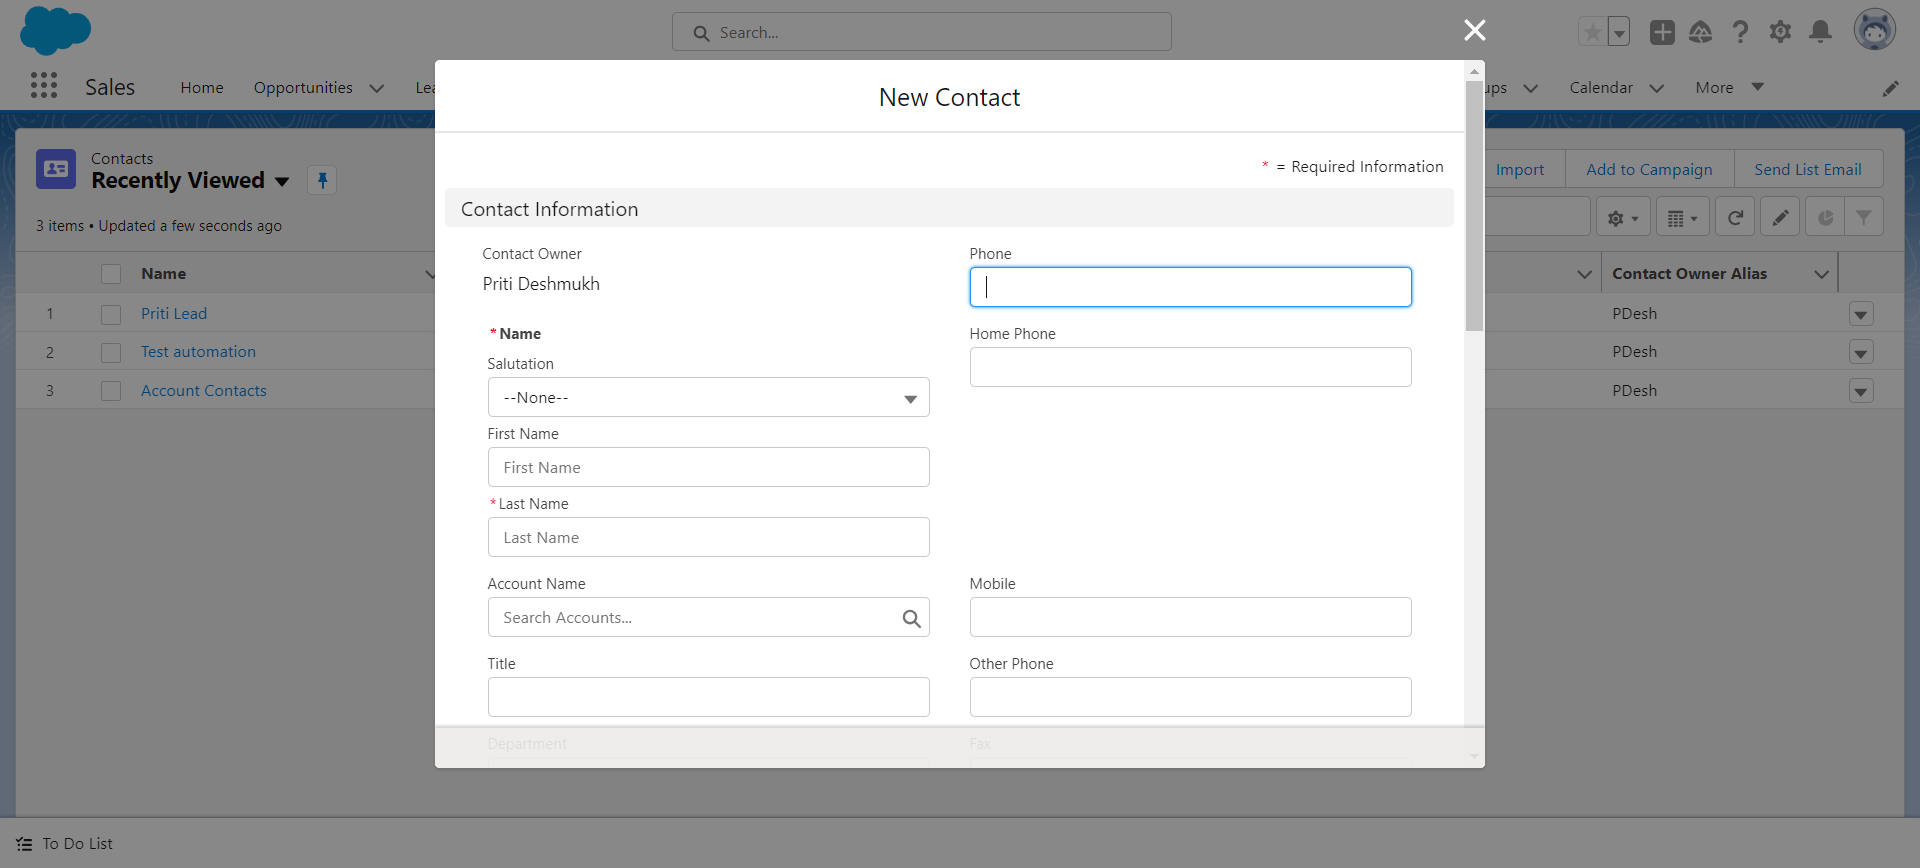 Search...
Sales
Home
Opportunities
Lea
ups
Calendar
More
Contacts
Recently Viewed
3 items • Updated a few seconds ago
Import
Add to Campaign
Send List Email
Name
Contact Owner Alias
1
Priti Lead
PDesh
2
Test automation
PDesh
3
Account Contacts
PDesh
New Contact
* = Required Information
Contact Information
Contact Owner
Priti Deshmukh
Phone
*Name
Home Phone
Salutation
--None--
First Name
First Name
*Last Name
Last Name
Account Name
Mobile
Search Accounts...
Title
Other Phone
Department
Fax
To Do List